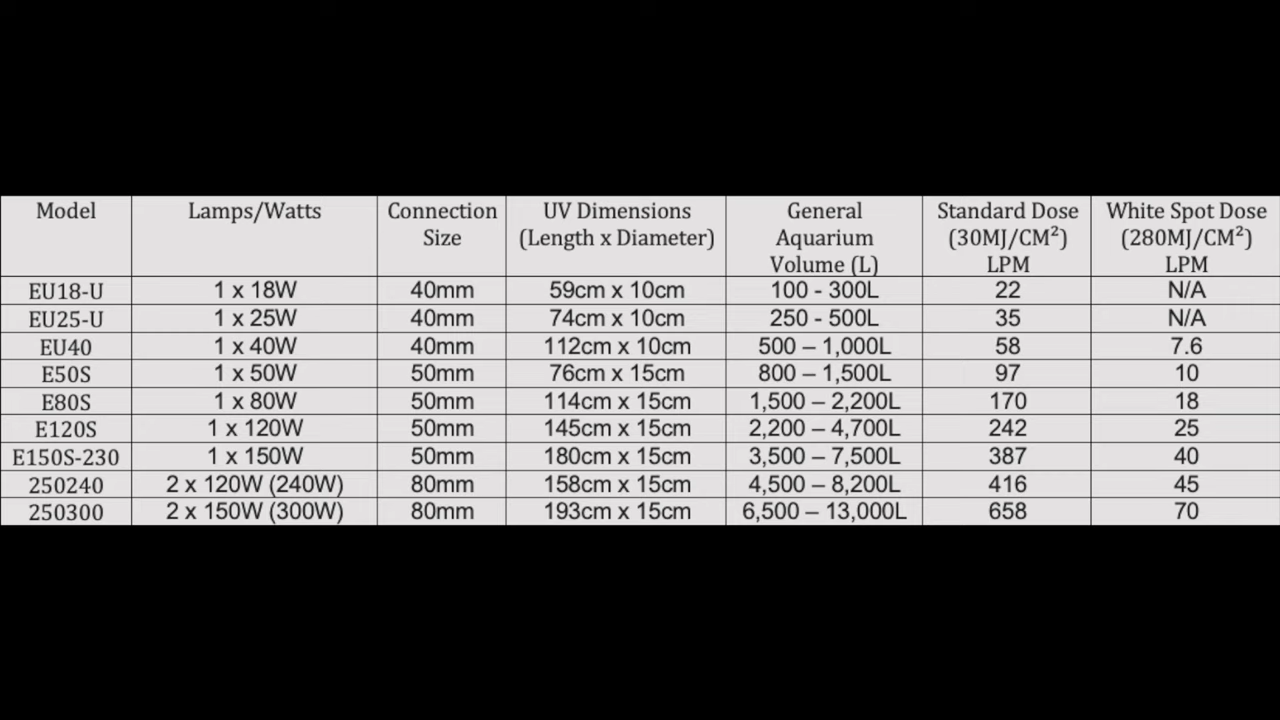 Model Lamps/Watts Connection Size UV Dimensions (Length x Diameter) General Aquarium Volume (L) Standard Dose (30MJ/CM²) LPM White Spot Dose (280MJ/CM²) LPM
EU18-U 1 x 18W 40mm 59cm x 10cm 100 - 300L 22 N/A
EU25-U 1 x 25W 40mm 74cm x 10cm 250 - 500L 35 N/A
EU40 1 x 40W 40mm 112cm x 10cm 500 – 1,000L 58 7.6
E50S 1 x 50W 50mm 76cm x 15cm 800 – 1,500L 97 10
E80S 1 x 80W 50mm 114cm x 15cm 1,500 – 2,200L 170 18
E120S 1 x 120W 50mm 145cm x 15cm 2,200 – 4,700L 242 25
E150S-230 1 x 150W 50mm 180cm x 15cm 3,500 – 7,500L 387 40
250240 2 x 120W (240W) 80mm 158cm x 15cm 4,500 – 8,200L 416 45
250300 2 x 150W (300W) 80mm 193cm x 15cm 6,500 – 13,000L 658 70